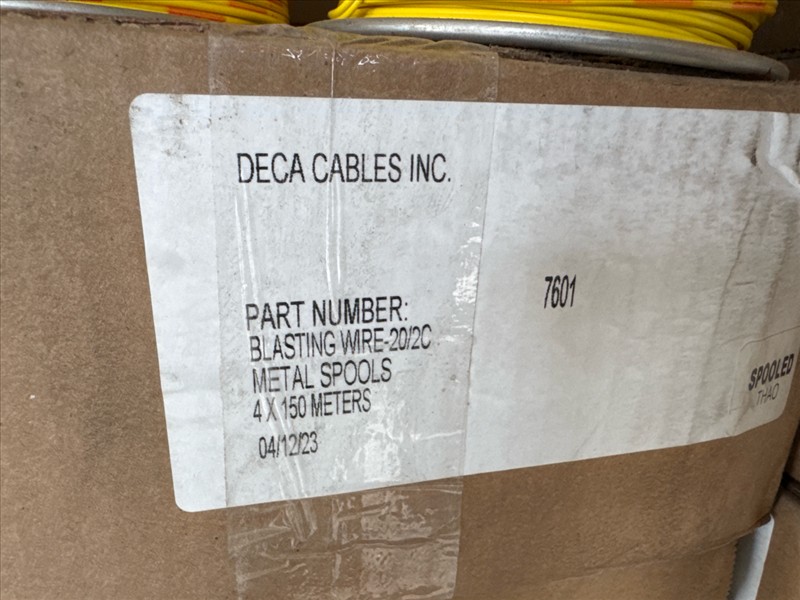 DECA CABLES INC.
PART NUMBER:
BLASTING WIRE-20/2C
METAL SPOOLS
4 X 150 METERS
04/12/23
7601
SPOOLED
THAO